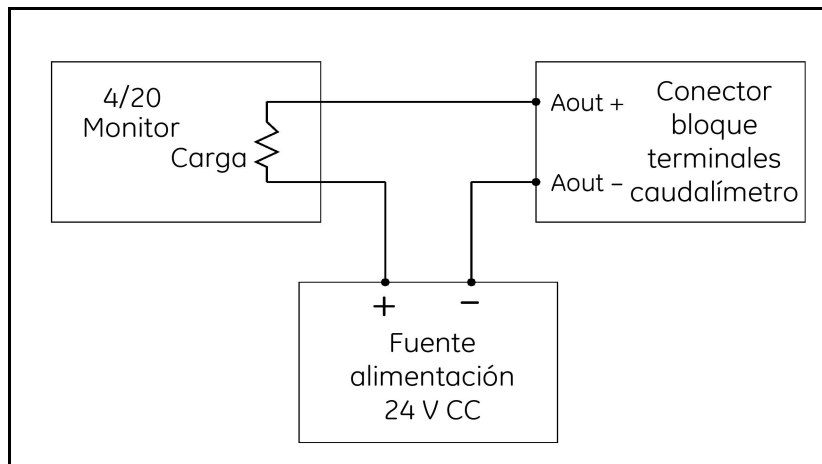 4/20
Monitor
Carga
Aout +
Aout –
Conector
bloque
terminales
caudalímetro
+ –
Fuente
alimentación
24 V CC